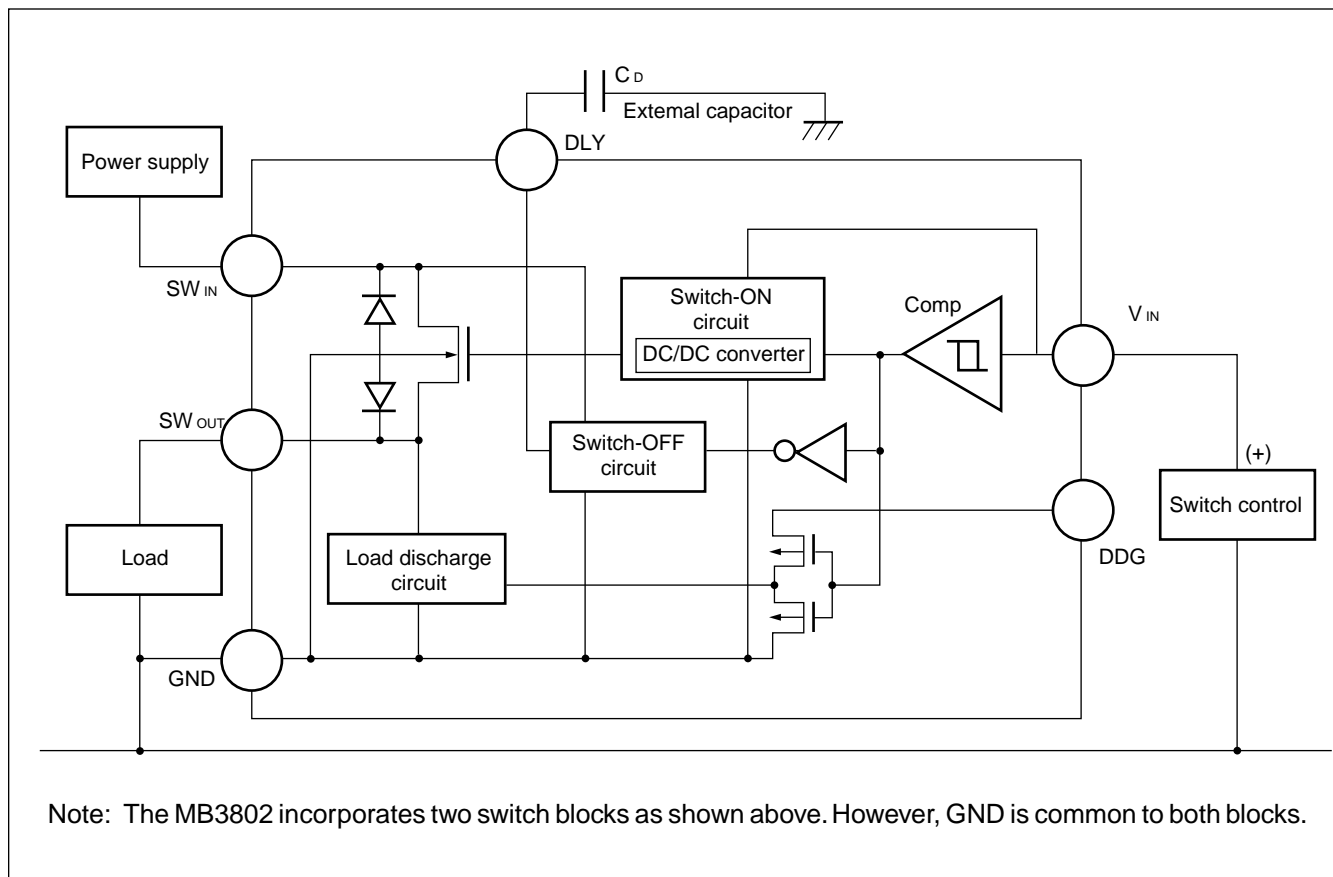 C D
External capacitor
DLY
Power supply
SW IN
Switch-ON
circuit
DC/DC converter
Comp
V IN
SW OUT
Switch-OFF
circuit
(+)
Switch control
Load
Load discharge
circuit
DDG
GND
Note: The MB3802 incorporates two switch blocks as shown above. However, GND is common to both blocks.